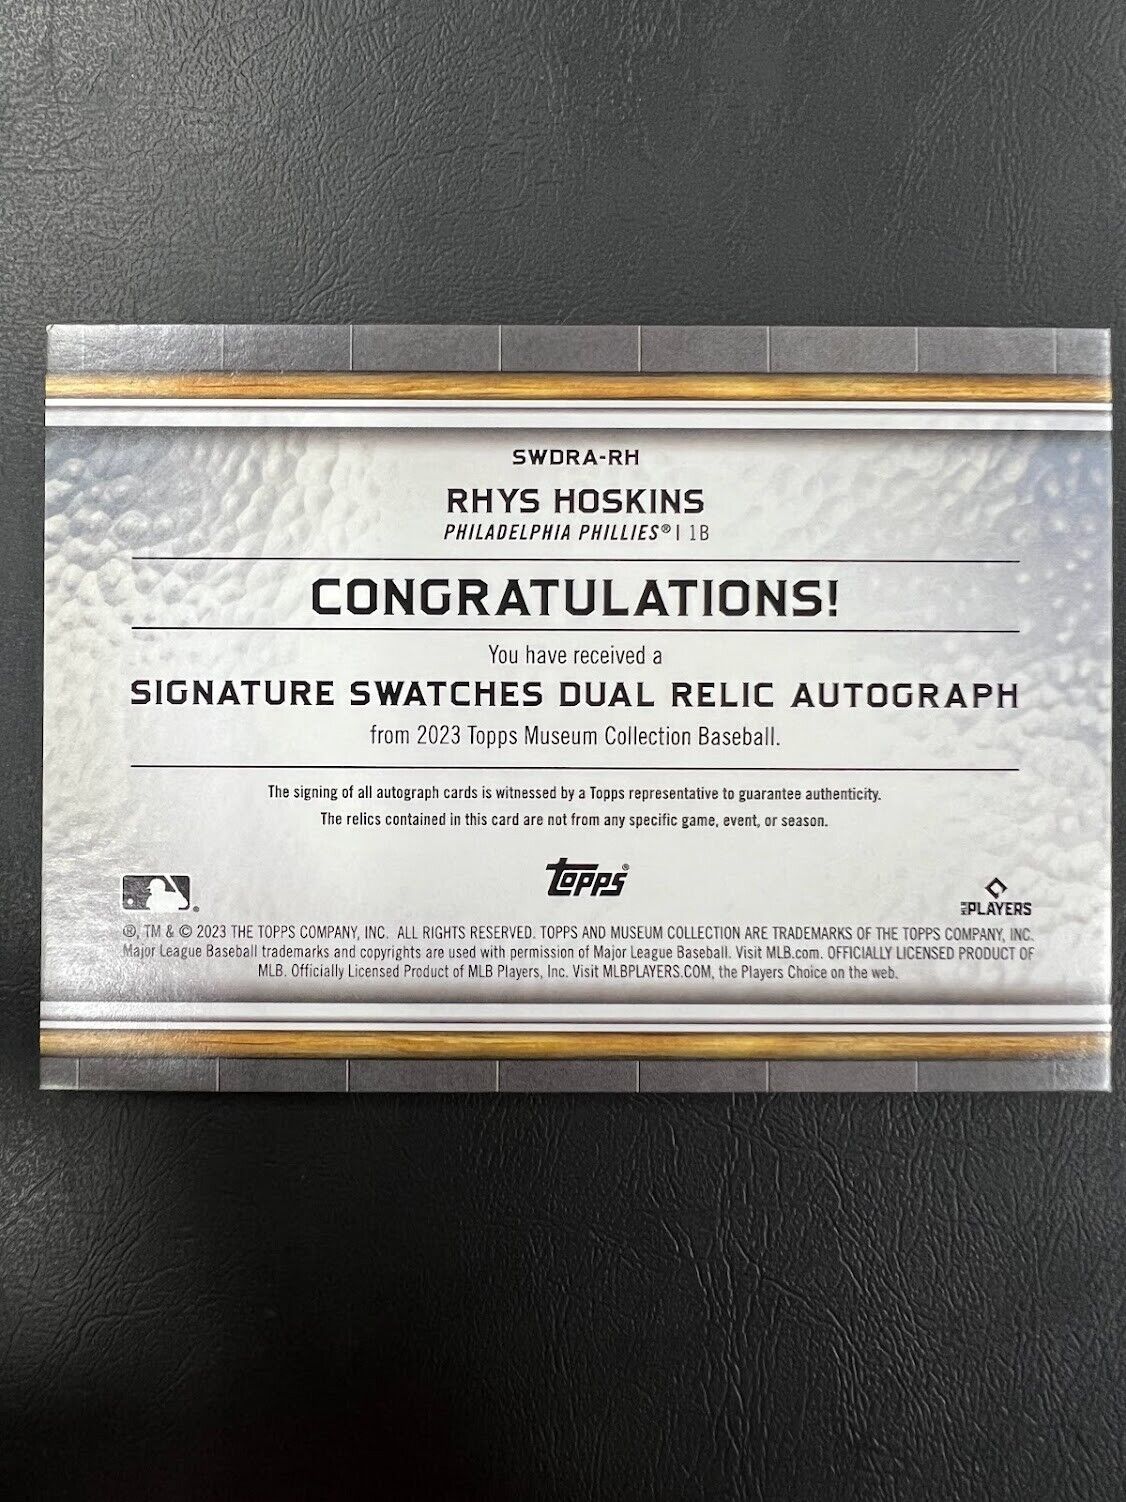 SWDRA-RH
RHYS HOSKINS
PHILADELPHIA PHILLIES® | 1B
CONGRATULATIONS!
You have received a
SIGNATURE SWATCHES DUAL RELIC AUTOGRAPH
from 2023 Topps Museum Collection Baseball.
The signing of all autograph cards is witnessed by a Topps representative to guarantee authenticity.
The relics contained in this card are not from any specific game, event, or season.
Topps®
MLB PLAYERS
®, TM & © 2023 THE TOPPS COMPANY, INC. ALL RIGHTS RESERVED. TOPPS AND MUSEUM COLLECTION ARE TRADEMARKS OF THE TOPPS COMPANY, INC.
Major League Baseball trademarks and copyrights are used with permission of Major League Baseball. Visit MLB.com. OFFICIALLY LICENSED PRODUCT OF
MLB. Officially Licensed Product of MLB Players, Inc. Visit MLBPLAYERS.COM, the Players Choice on the web.